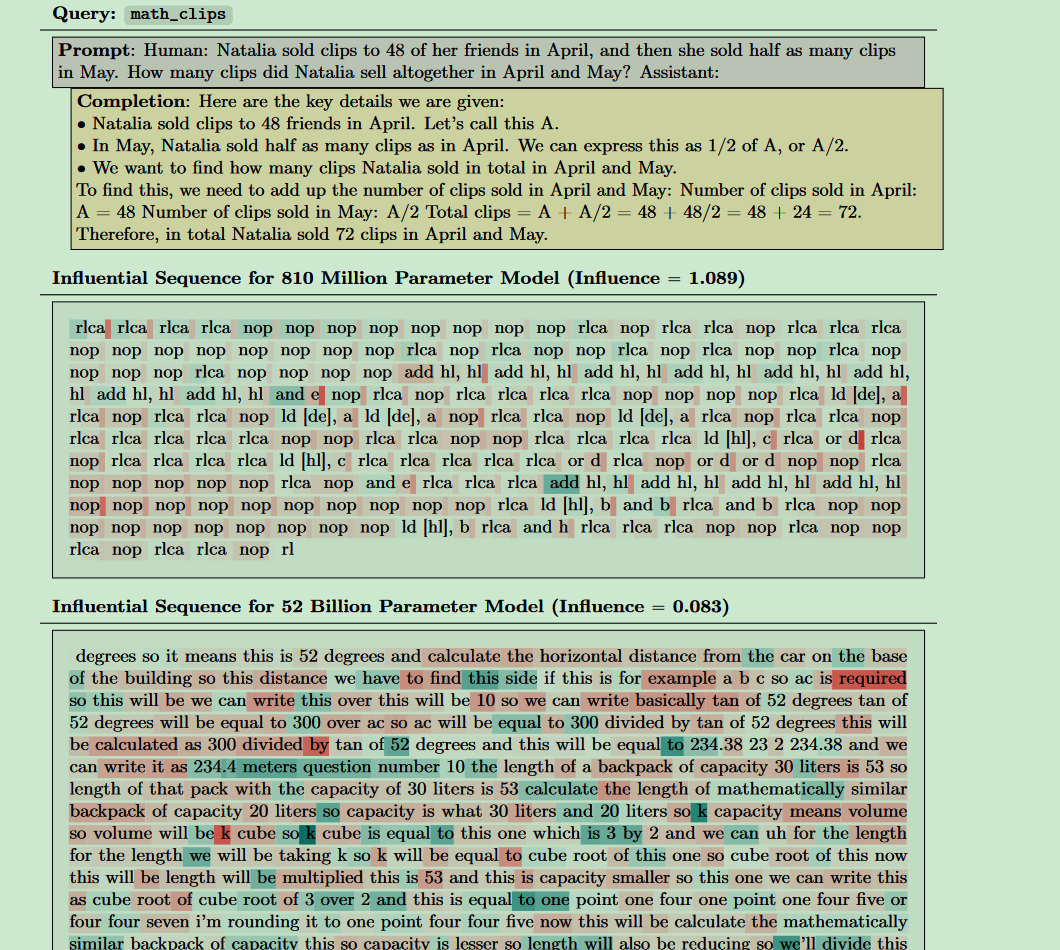 Query: math_clips
Prompt: Human: Natalia sold clips to 48 of her friends in April, and then she sold half as many clips
in May. How many clips did Natalia sell altogether in April and May? Assistant:
Completion: Here are the key details we are given:
• Natalia sold clips to 48 friends in April. Let's call this A.
• In May, Natalia sold half as many clips as in April. We can express this as 1/2 of A, or A/2.
• We want to find how many clips Natalia sold in total in April and May.
To find this, we need to add up the number of clips sold in April and May: Number of clips sold in April:
A = 48 Number of clips sold in May: A/2 Total clips = A + A/2 = 48 + 48/2 = 48 + 24 = 72.
Therefore, in total Natalia sold 72 clips in April and May.
Influential Sequence for 810 Million Parameter Model (Influence = 1.089)
rlca rlca rlca rlca nop nop nop nop nop nop nop nop rlca nop rlca rlca nop rlca rlca rlca
nop nop nop nop nop nop nop nop rlca nop rlca nop nop rlca nop rlca nop nop rlca nop
nop nop nop rlca nop nop nop nop add hl, hl add hl, hl add hl, hl add hl, hl add hl, hl add hl,
hl add hl, hl add hl, hl and e nop rlca nop rlca rlca rlca rlca nop nop nop nop rlca ld [de], a
rlca nop rlca rlca nop ld [de], a ld [de], a nop rlca rlca nop ld [de], a rlca nop rlca rlca nop
rlca rlca rlca rlca rlca nop nop rlca rlca nop nop rlca rlca rlca rlca ld [hl], c rlca or d rlca
nop rlca rlca rlca rlca ld [hl], c rlca rlca rlca rlca rlca or d rlca nop or d or d nop nop rlca
nop nop nop nop nop rlca nop and e rlca rlca rlca add hl, hl add hl, hl add hl, hl add hl, hl
nop nop nop nop nop nop nop nop nop nop rlca ld [hl], b and b rlca and b rlca nop nop
nop nop nop nop nop nop nop nop ld [hl], b rlca and h rlca rlca rlca nop nop rlca nop nop
rlca nop rlca rlca nop rl
Influential Sequence for 52 Billion Parameter Model (Influence = 0.083)
degrees so it means this is 52 degrees and calculate the horizontal distance from the car on the base
of the building so this distance we have to find this side if this is for example a b c so ac is required
so this will be we can write this over this will be 10 so we can write basically tan of 52 degrees tan of
52 degrees will be equal to 300 over ac so ac will be equal to 300 divided by tan of 52 degrees this will
be calculated as 300 divided by tan of 52 degrees and this will be equal to 234.38 23 2 234.38 and we
can write it as 234.4 meters question number 10 the length of a backpack of capacity 30 liters is 53 so
length of that pack with the capacity of 30 liters is 53 calculate the length of mathematically similar
backpack of capacity 20 liters so capacity is what 30 liters and 20 liters so k capacity means volume
so volume will be k cube so k cube is equal to this one which is 3 by 2 and we can uh for the length
for the length we will be taking k so k will be equal to cube root of this one so cube root of this now
this will be length will be multiplied this is 53 and this is capacity smaller so this one we can write this
as cube root of cube root of 3 over 2 and this is equal to one point one four one point one four five or
four four seven i'm rounding it to one point four four five now this will be calculate the mathematically
similar backpack of capacity this so capacity is lesser so length will also be reducing so we'll divide this